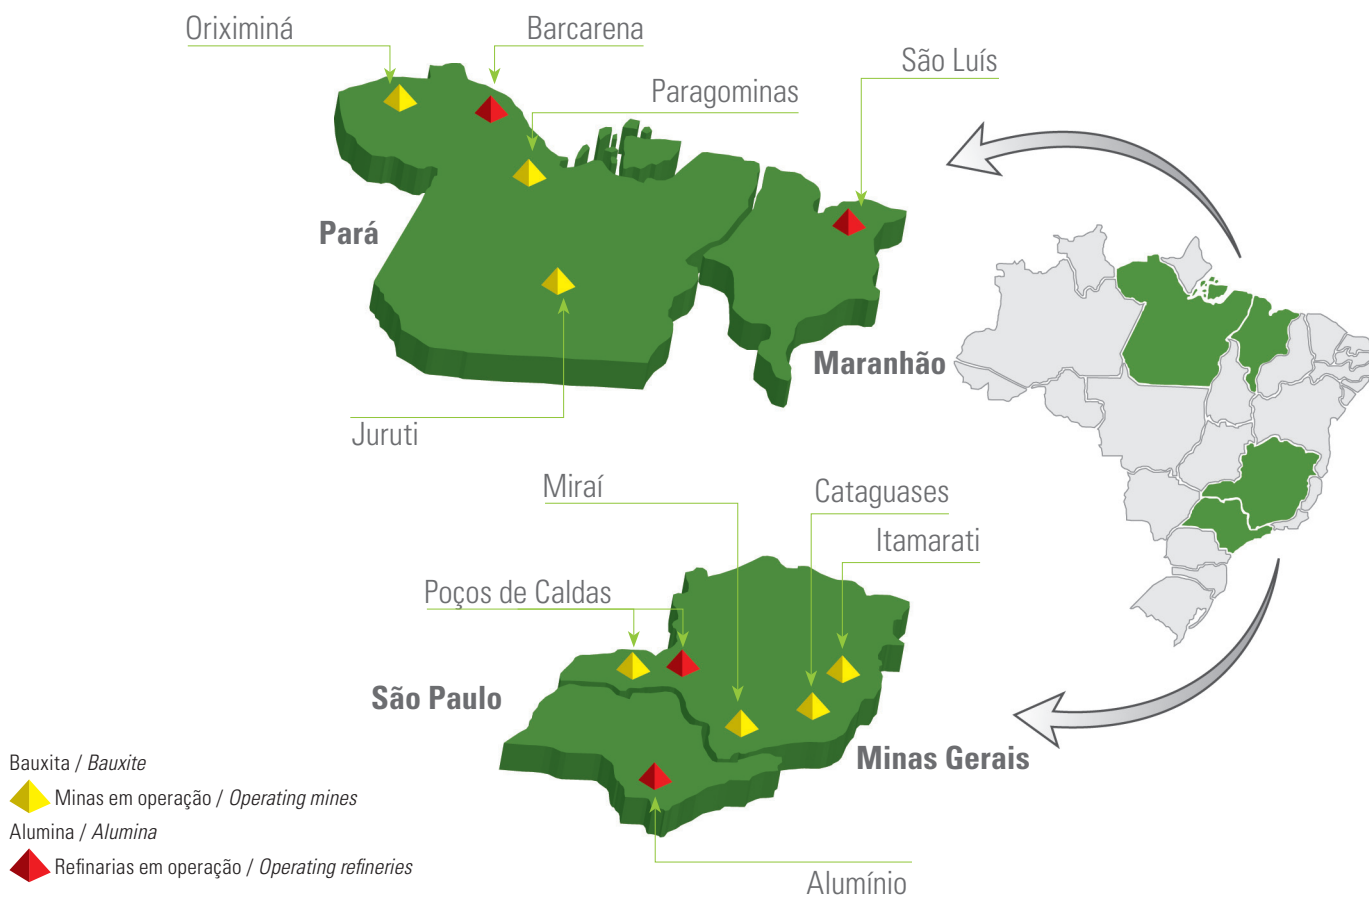 Oriximiná
Barcarena
São Luís
Paragominas
Pará
Maranhão
Juruti
Miraí
Cataguases
Itamarati
Poços de Caldas
São Paulo
Minas Gerais
Bauxita / Bauxite
Minas em operação / Operating mines
Alumina / Alumina
Refinarias em operação / Operating refineries
Alumínio